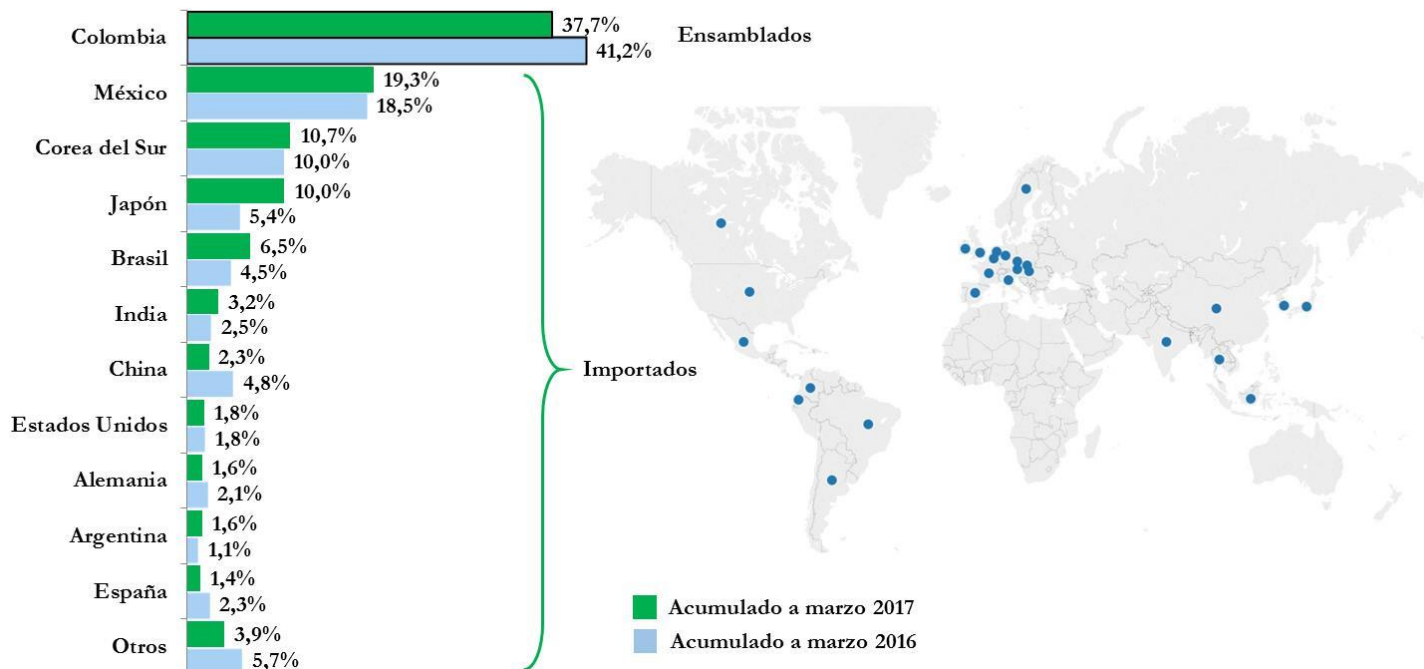 Colombia
37,7%
41,2%
Ensamblados
México
19,3%
18,5%
Corea del Sur
10,7%
10,0%
Japón
10,0%
5,4%
Brasil
6,5%
4,5%
India
3,2%
2,5%
China
2,3%
4,8%
Importados
Estados Unidos
1,8%
1,8%
Alemania
1,6%
2,1%
Argentina
1,6%
1,1%
España
1,4%
2,3%
Otros
3,9%
5,7%
Acumulado a marzo 2017
Acumulado a marzo 2016